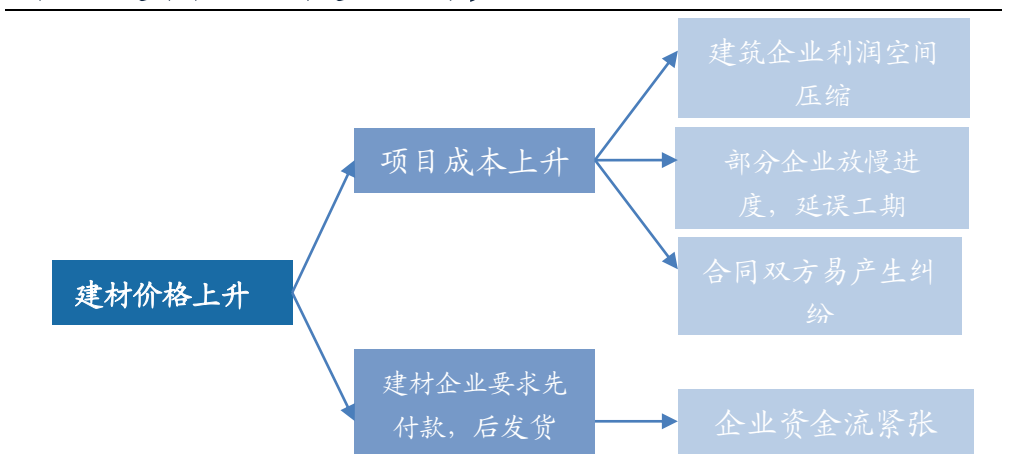 建筑企业利润空间
压缩
项目成本上升
部分企业放慢进
度，延误工期
建材价格上升
合同双方易产生纠
纷
建材企业要求先
付款，后发货
企业资金流紧张